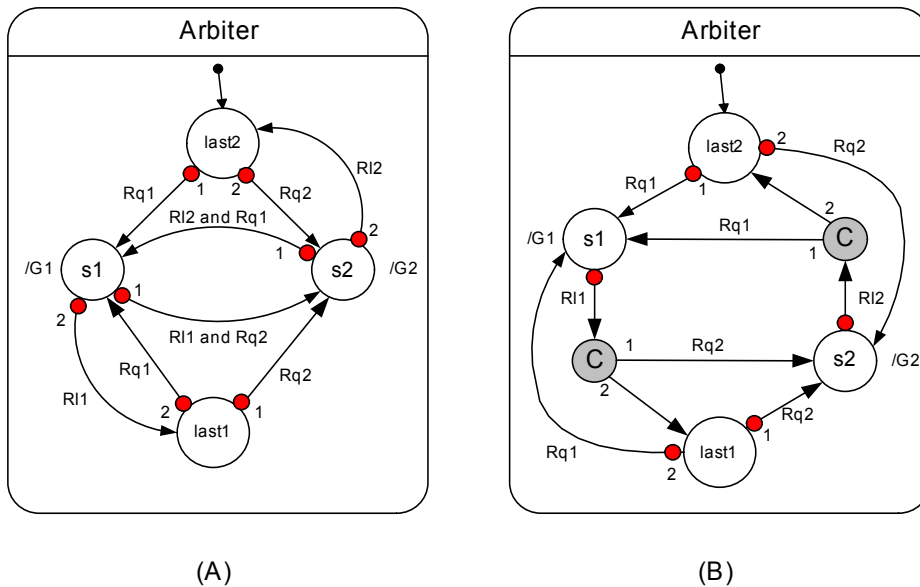 Arbiter
last2
1
2
Rq1
Rq2
Rl2
Rl2 and Rq1
2
1
/G1
s1
s2
/G2
1
2
Rl1 and Rq2
Rq1
Rq2
Rl1
2
1
last1
(A)
Arbiter
last2
2
Rq2
1
Rq1
2
Rq1
C
1
/G1
s1
Rl1
Rl2
C
1
Rq2
2
s2
/G2
Rq2
1
Rq1
last1
2
(B)